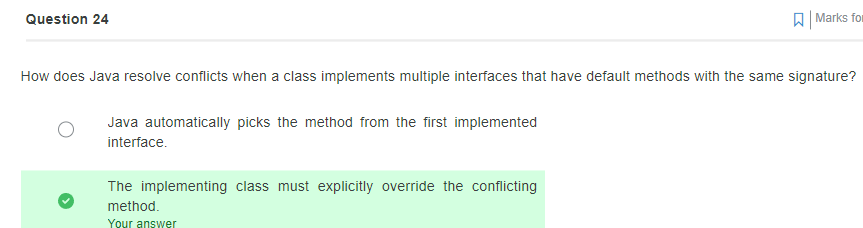 Question 24
Marks fo
How does Java resolve conflicts when a class implements multiple interfaces that have default methods with the same signature?
Java automatically picks the method from the first implemented
interface.
The implementing class must explicitly override the conflicting
method.
Your answer